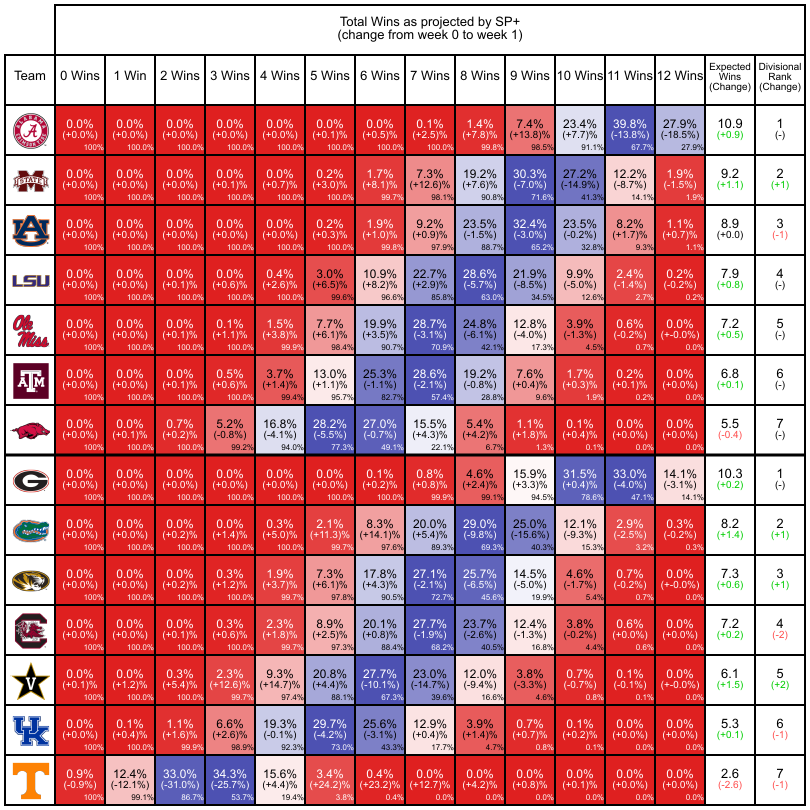 Total Wins as projected by SP+
(change from week 0 to week 1)
Team 0 Wins 1 Win 2 Wins 3 Wins 4 Wins 5 Wins 6 Wins 7 Wins 8 Wins 9 Wins 10 Wins 11 Wins 12 Wins Expected Wins (Change) Divisional Rank (Change)
A
0.0% 0.0% 0.0% 0.0% 0.0% 0.0% 0.0% 0.1% 1.4% 7.4% 23.4% 39.8% 27.9% 10.9 1
(+0.0%) (+0.0)% (+0.0)% (+0.0)% (+0.0)% (+0.1)% (+0.5)% (+2.5)% (+7.8)% (+13.8)% (+7.7)% (-13.8)% (-18.5)% (+0.9) (-)
100% 100.0% 100.0% 100.0% 100.0% 100.0% 100.0% 100.0% 99.8% 98.5% 91.1% 67.7% 27.9%
STATE
0.0% 0.0% 0.0% 0.0% 0.0% 0.2% 1.7% 7.3% 19.2% 30.3% 27.2% 12.2% 1.9% 9.2 2
(+0.0%) (+0.0)% (+0.0)% (+0.1)% (+0.7)% (+3.0)% (+8.1)% (+12.6)% (+7.6)% (-7.0)% (-14.9)% (-8.7)% (-1.5)% (+1.1) (+1)
100% 100.0% 100.0% 100.0% 100.0% 100.0% 99.7% 98.1% 90.8% 71.6% 41.3% 14.1% 1.9%
AU
0.0% 0.0% 0.0% 0.0% 0.0% 0.2% 1.9% 9.2% 23.5% 32.4% 23.5% 8.2% 1.1% 8.9 3
(+0.0%) (+0.0)% (+0.0)% (+0.0)% (+0.0)% (+0.3)% (+1.0)% (+0.9)% (-1.5)% (-3.0)% (-0.2)% (+1.7)% (+0.7)% (+0.0) (-1)
100% 100.0% 100.0% 100.0% 100.0% 100.0% 99.8% 97.9% 88.7% 65.2% 32.8% 9.3% 1.1%
LSU
0.0% 0.0% 0.0% 0.0% 0.4% 3.0% 10.9% 22.7% 28.6% 21.9% 9.9% 2.4% 0.2% 7.9 4
(+0.0%) (+0.0)% (+0.1)% (+0.6)% (+2.6)% (+6.5)% (+8.2)% (+2.9)% (-5.7)% (-8.5)% (-5.0)% (-1.4)% (-0.2)% (+0.8) (-)
100% 100.0% 100.0% 100.0% 100.0% 99.6% 96.6% 85.8% 63.0% 34.5% 12.6% 2.7% 0.2%
Ole
Miss
0.0% 0.0% 0.0% 0.1% 1.5% 7.7% 19.9% 28.7% 24.8% 12.8% 3.9% 0.6% 0.0% 7.2 5
(+0.0%) (+0.0)% (+0.1)% (+1.1)% (+3.8)% (+6.1)% (+3.5)% (-3.1)% (-6.1)% (-4.0)% (-1.3)% (-0.2)% (-0.0)% (+0.5) (-)
100% 100.0% 100.0% 100.0% 99.9% 98.4% 90.7% 70.9% 42.1% 17.3% 4.5% 0.7% 0.0%
ATM
0.0% 0.0% 0.0% 0.5% 3.7% 13.0% 25.3% 28.6% 19.2% 7.6% 1.7% 0.2% 0.0% 6.8 6
(+0.0%) (+0.0)% (+0.1)% (+0.6)% (+1.4)% (+1.1)% (-1.1)% (-2.1)% (-0.8)% (+0.4)% (+0.3)% (+0.1)% (+0.0)% (+0.1) (-)
100% 100.0% 100.0% 100.0% 99.4% 95.7% 82.7% 57.4% 28.8% 9.6% 1.9% 0.2% 0.0%
0.0% 0.0% 0.7% 5.2% 16.8% 28.2% 27.0% 15.5% 5.4% 1.1% 0.1% 0.0% 0.0% 5.5 7
(+0.0%) (+0.1)% (+0.2)% (-0.8)% (-4.1)% (-5.5)% (-0.7)% (+4.3)% (+4.2)% (+1.8)% (+0.4)% (+0.0)% (+0.0)% (-0.4) (-)
100% 100.0% 100.0% 99.2% 94.0% 77.3% 49.1% 22.1% 6.7% 1.3% 0.1% 0.0% 0.0%
G
0.0% 0.0% 0.0% 0.0% 0.0% 0.0% 0.1% 0.8% 4.6% 15.9% 31.5% 33.0% 14.1% 10.3 1
(+0.0%) (+0.0)% (+0.0)% (+0.0)% (+0.0)% (+0.0)% (+0.2)% (+0.8)% (+2.4)% (+3.3)% (+0.4)% (-4.0)% (-3.1)% (+0.2) (-)
100% 100.0% 100.0% 100.0% 100.0% 100.0% 100.0% 99.9% 99.1% 94.5% 78.6% 47.1% 14.1%
0.0% 0.0% 0.0% 0.0% 0.3% 2.1% 8.3% 20.0% 29.0% 25.0% 12.1% 2.9% 0.3% 8.2 2
(+0.0%) (+0.0)% (+0.2)% (+1.4)% (+5.0)% (+11.3)% (+14.1)% (+5.4)% (-9.8)% (-15.6)% (-9.3)% (-2.5)% (-0.2)% (+1.4) (+1)
100% 100.0% 100.0% 100.0% 100.0% 99.7% 97.6% 89.3% 69.3% 40.3% 15.3% 3.2% 0.3%
0.0% 0.0% 0.0% 0.3% 1.9% 7.3% 17.8% 27.1% 25.7% 14.5% 4.6% 0.7% 0.0% 7.3 3
(+0.0%) (+0.0)% (+0.2)% (+1.2)% (+3.7)% (+6.1)% (+4.3)% (-2.1)% (-6.5)% (-5.0)% (-1.7)% (-0.2)% (-0.0)% (+0.6) (+1)
100% 100.0% 100.0% 100.0% 99.7% 97.8% 90.5% 72.7% 45.6% 19.9% 5.4% 0.7% 0.0%
0.0% 0.0% 0.0% 0.3% 2.3% 8.9% 20.1% 27.7% 23.7% 12.4% 3.8% 0.6% 0.0% 7.2 4
(+0.0%) (+0.0)% (+0.1)% (+0.6)% (+1.8)% (+2.5)% (+0.8)% (-1.9)% (-2.6)% (-1.3)% (-0.2)% (+0.0)% (+0.0)% (+0.2) (-2)
100% 100.0% 100.0% 100.0% 99.7% 97.3% 88.4% 68.2% 40.5% 16.8% 4.4% 0.6% 0.0%
V
0.0% 0.0% 0.3% 2.3% 9.3% 20.8% 27.7% 23.0% 12.0% 3.8% 0.7% 0.1% 0.0% 6.1 5
(+0.1%) (+1.2)% (+5.4)% (+12.6)% (+14.7)% (+4.4)% (-10.1)% (-14.7)% (-9.4)% (-3.3)% (-0.7)% (-0.1)% (+-0.0)% (+1.5) (+2)
100% 100.0% 100.0% 99.7% 97.4% 88.1% 67.3% 39.6% 16.6% 4.6% 0.8% 0.1% 0.0%
UK
0.0% 0.1% 1.1% 6.6% 19.3% 29.7% 25.6% 12.9% 3.9% 0.7% 0.1% 0.0% 0.0% 5.3 6
(+0.0%) (+0.4)% (+1.6)% (+2.6)% (-0.1)% (-4.2)% (-3.1)% (+0.4)% (+1.4)% (+0.7)% (+0.2)% (+0.0)% (+0.0)% (+0.1) (-1)
100% 100.0% 99.9% 98.9% 92.3% 73.0% 43.3% 17.7% 4.7% 0.8% 0.1% 0.0% 0.0%
T
0.9% 12.4% 33.0% 34.3% 15.6% 3.4% 0.4% 0.0% 0.0% 0.0% 0.0% 0.0% 0.0% 2.6 7
(-0.9%) (-12.1)% (-31.0)% (-25.7)% (+4.4)% (+24.2)% (+23.2)% (+12.7)% (+4.2)% (+0.8)% (+0.1)% (+0.0)% (+0.0)% (-2.6) (-1)
100% 99.1% 86.7% 53.7% 19.4% 3.8% 0.4% 0.0% 0.0% 0.0% 0.0% 0.0% 0.0%